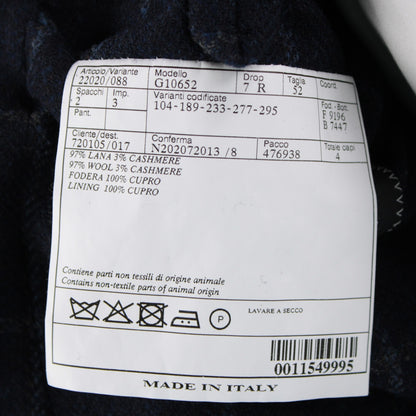 Articolo/Variante Modello Drop Taglia Coord.
22020/088 G10652 7 R 52
Spacchi Imp. Varianti codificate Fod.-Bott.
2 3 104-189-233-277-295 F 9196
Pant. B 7447
Cliente/dest. Conferma Pacco Totale capi
720105/017 N202072013 /8 476938 4
97% LANA 3% CASHMERE
97% WOOL 3% CASHMERE
FODERA 100% CUPRO
LINING 100% CUPRO
Contiene parti non tessili di origine animale
Contains non-textile parts of animal origin
P LAVARE A SECCO
0011549995
MADE IN ITALY